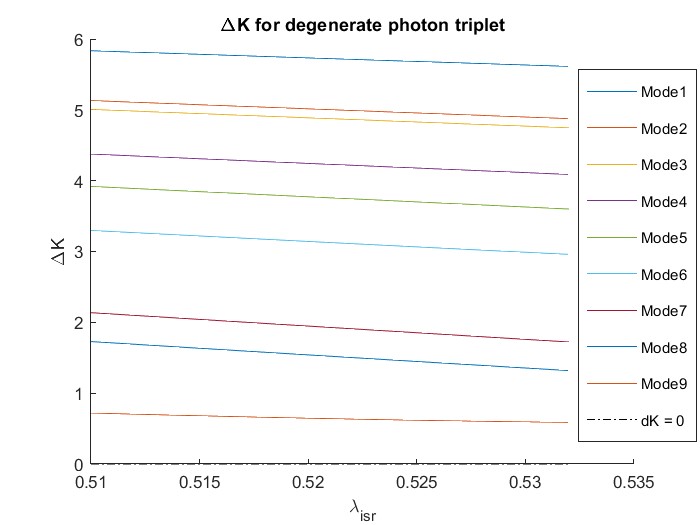 ΔK for degenerate photon triplet
6
5
4
3
2
1
0
ΔK
0.51
0.515
0.52
0.525
0.53
0.535
λisr
Mode1
Mode2
Mode3
Mode4
Mode5
Mode6
Mode7
Mode8
Mode9
dK = 0